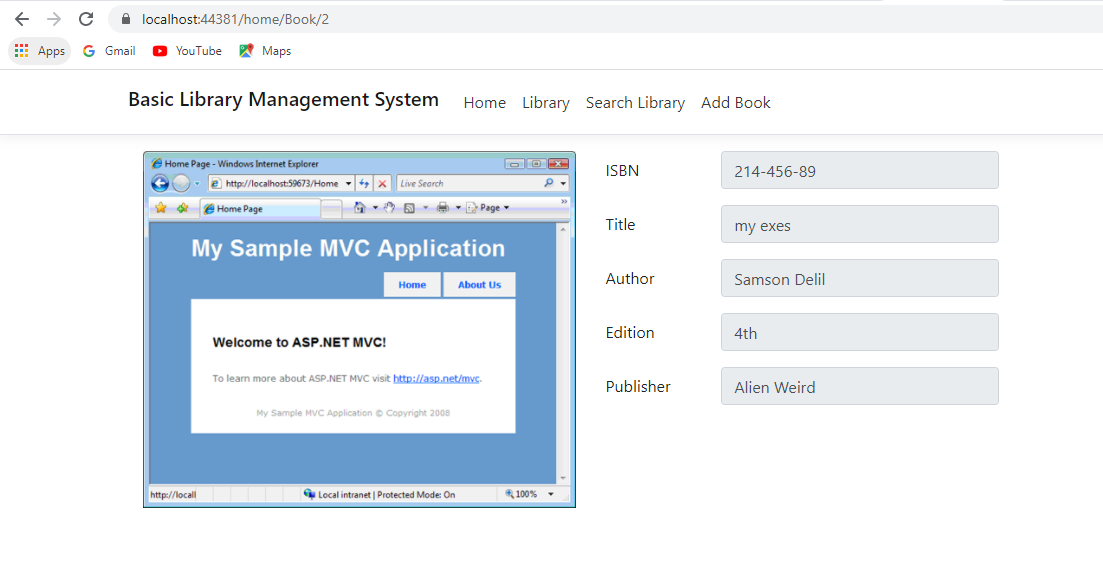 localhost:44381/home/Book/2
Apps Gmail YouTube Maps
Basic Library Management System Home Library Search Library Add Book
Home Page - Windows Internet Explorer
http://localhost:59673/Home Live Search
Home Page Page
My Sample MVC Application
Home About Us
Welcome to ASP.NET MVC!
To learn more about ASP.NET MVC visit http://asp.net/mvc.
My Sample MVC Application © Copyright 2008
http://locall Local intranet | Protected Mode: On 100%
ISBN 214-456-89
Title my exes
Author Samson Delil
Edition 4th
Publisher Alien Weird